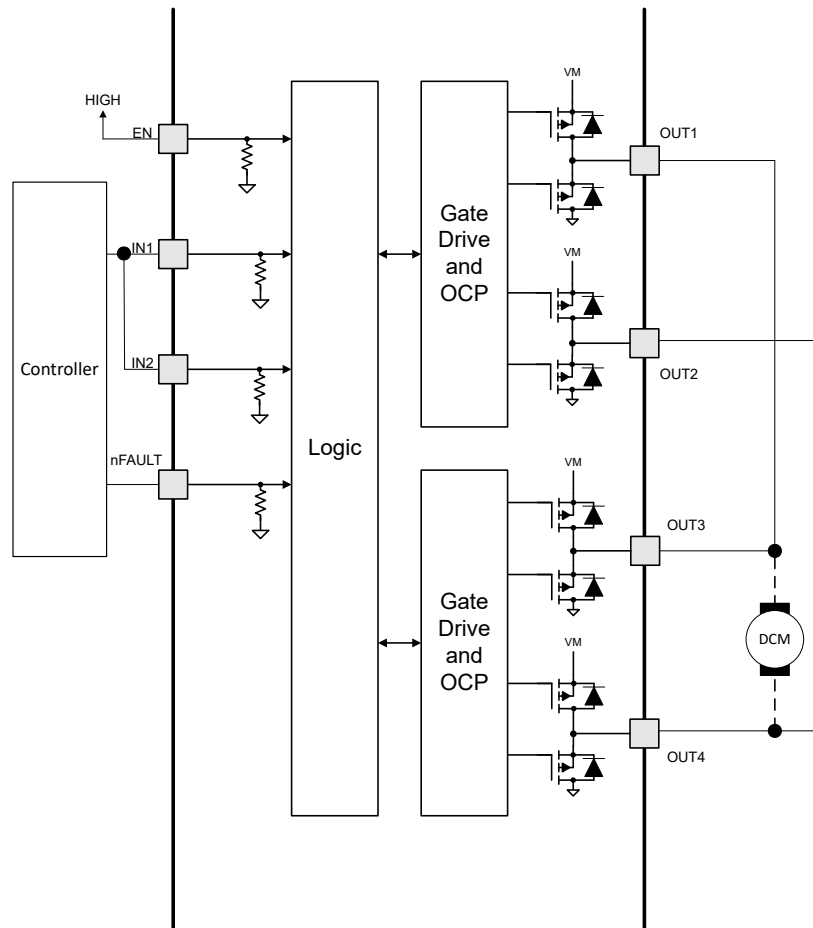 VM
HIGH
EN
OUT1
IN1
Gate
Drive
and
OCP
VM
IN2
Controller
OUT2
nFAULT
Logic
VM
OUT3
Gate
Drive
and
OCP
VM
DCM
OUT4